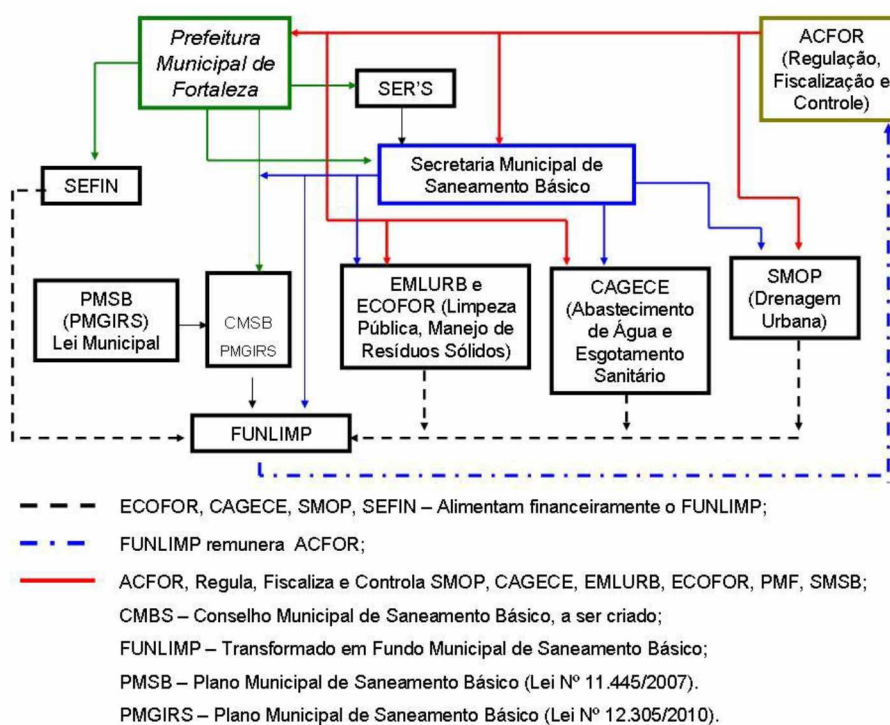 Prefeitura
Municipal de
Fortaleza
ACFOR
(Regulação,
Fiscalização e
Controle)
SER'S
Secretaria Municipal de
Saneamento Básico
SEFIN
PMSB
(PMGIRS)
Lei Municipal
CMSB
PMGIRS
EMLURB e
ECOFOR (Limpeza
Pública, Manejo de
Resíduos Sólidos)
CAGECE
(Abastecimento
de Água e
Esgotamento
Sanitário
SMOP
(Drenagem
Urbana)
FUNLIMP
ECOFOR, CAGECE, SMOP, SEFIN – Alimentam financeiramente o FUNLIMP;
FUNLIMP remunera ACFOR;
ACFOR, Regula, Fiscaliza e Controla SMOP, CAGECE, EMLURB, ECOFOR, PMF, SMSB;
CMBS – Conselho Municipal de Saneamento Básico, a ser criado;
FUNLIMP – Transformado em Fundo Municipal de Saneamento Básico;
PMSB – Plano Municipal de Saneamento Básico (Lei Nº 11.445/2007).
PMGIRS – Plano Municipal de Saneamento Básico (Lei Nº 12.305/2010).